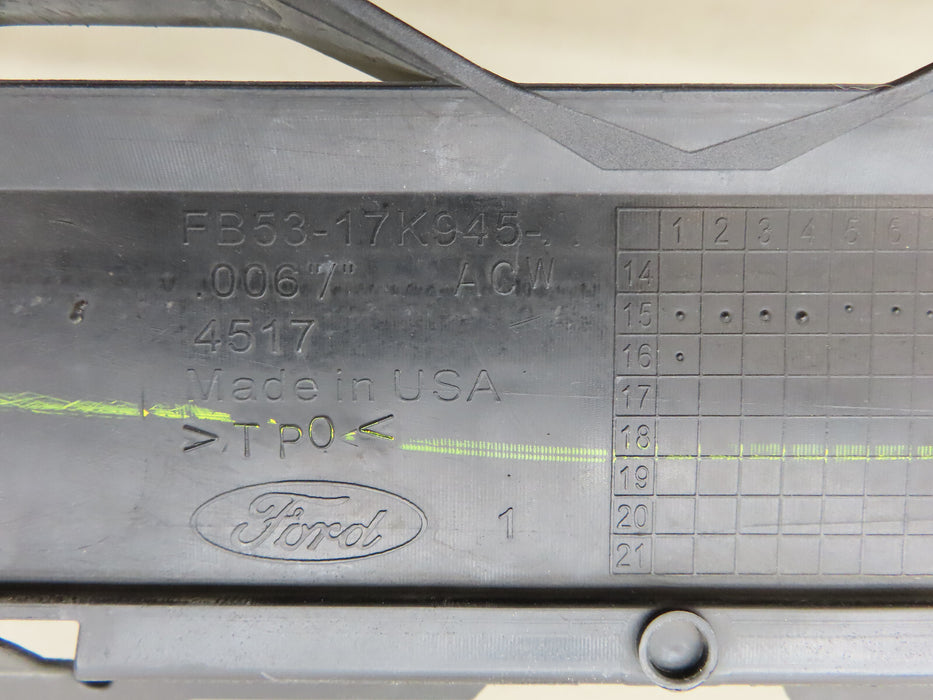 FB53-17K945-
.006"/" ACW
4517
Made in USA
>TPO<
Ford 1
1 2 3 4 5 6
14
15
16
17
18
19
20
21